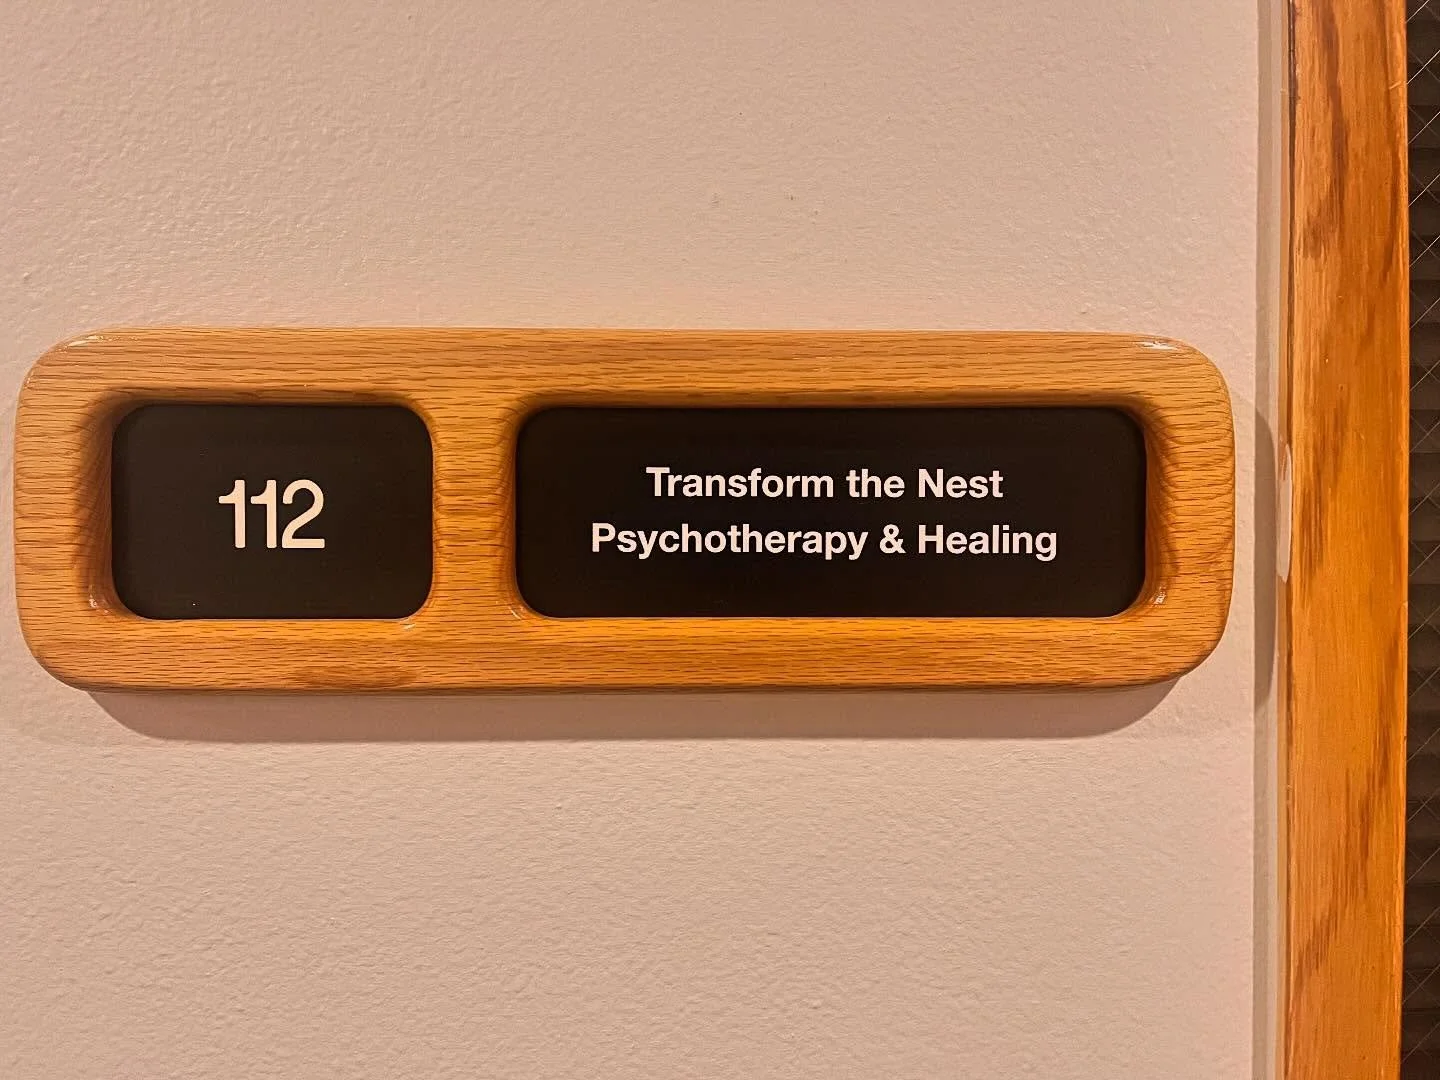 112
Transform the Nest
Psychotherapy & Healing